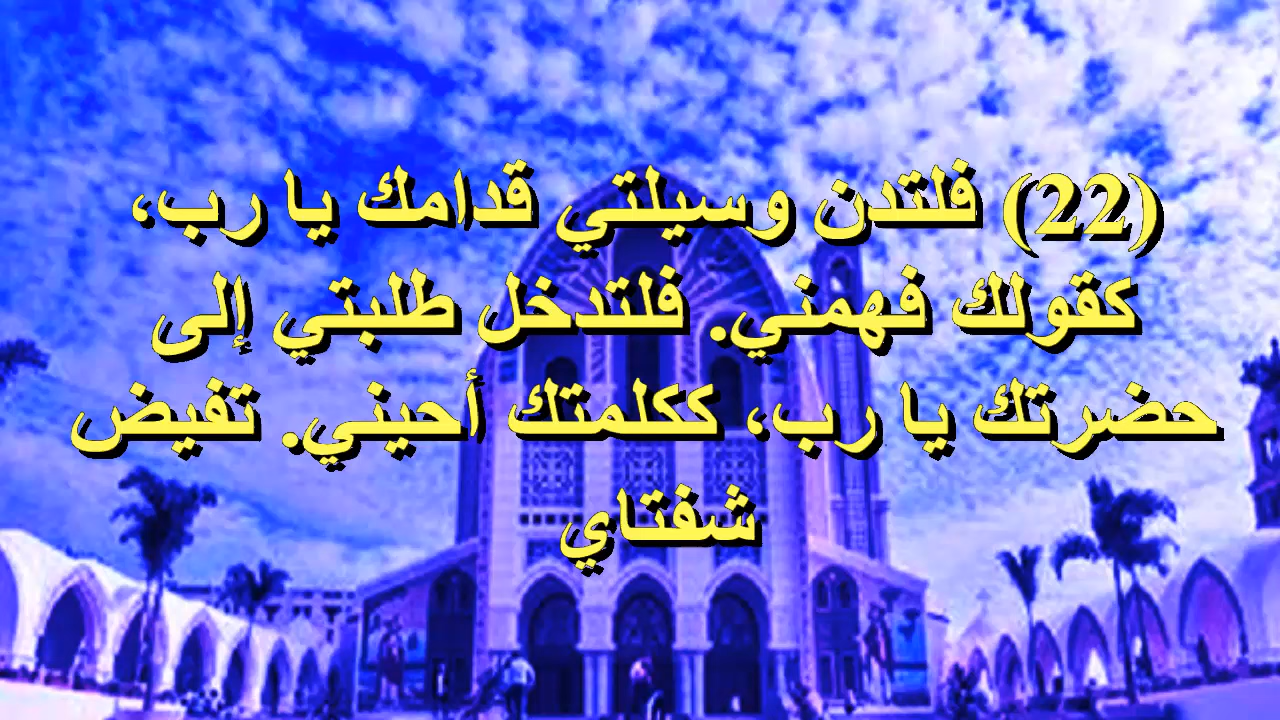 (22) فلتدن وسيلتي قدامك يا رب،
كقولك فهمني. فلتدخل طلبتي إلى
حضرتك يا رب، ككلمتك أحيني. تفيض
شفتاي